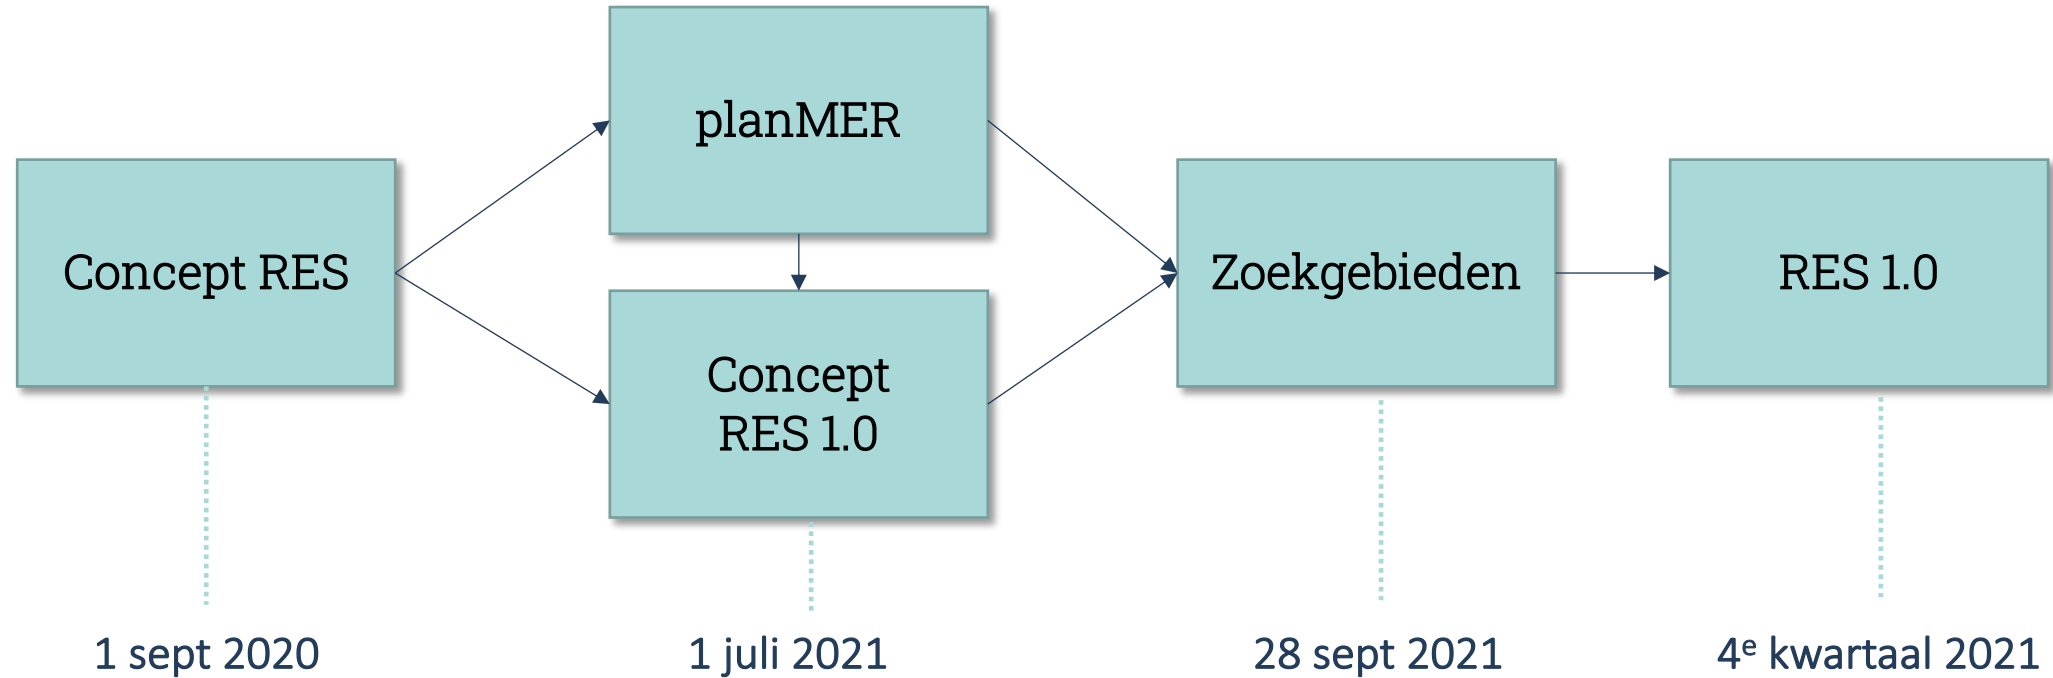 planMER
Concept RES
Zoekgebieden
RES 1.0
Concept
RES 1.0
1 sept 2020
1 juli 2021
28 sept 2021
4e kwartaal 2021